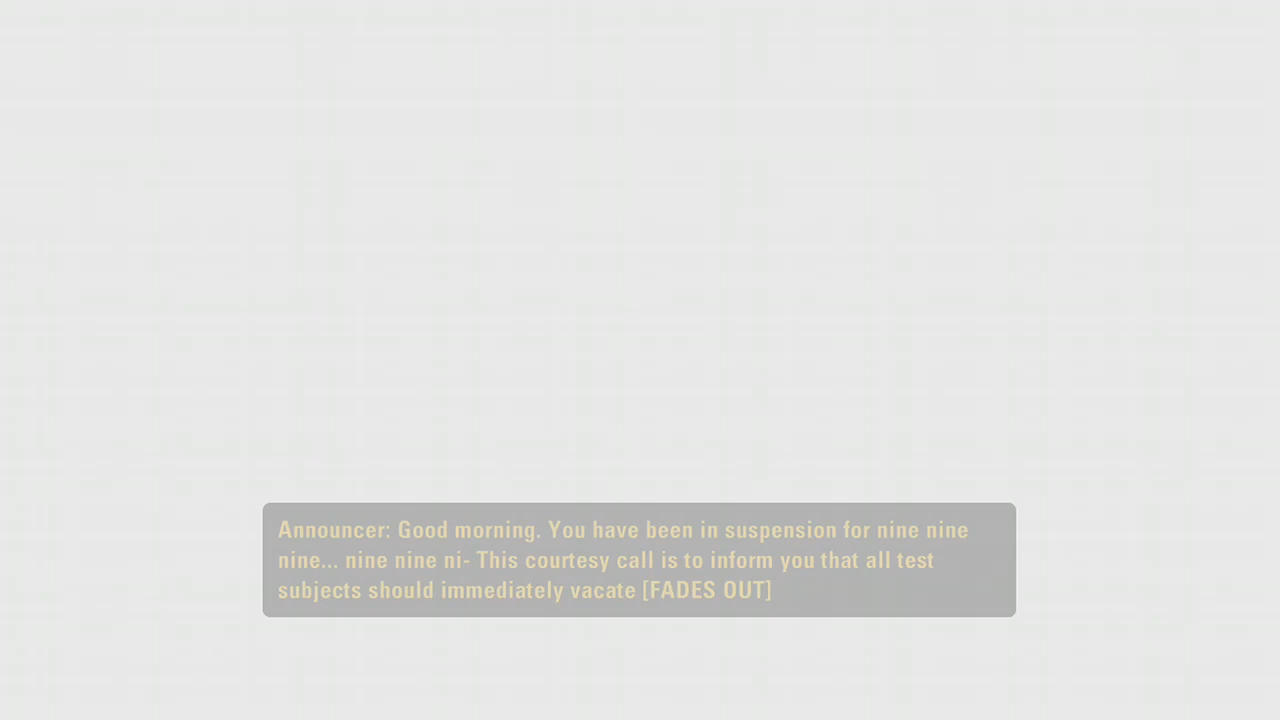 Announcer: Good morning. You have been in suspension for nine nine
nine... nine nine ni- This courtesy call is to inform you that all test
subjects should immediately vacate [FADES OUT]